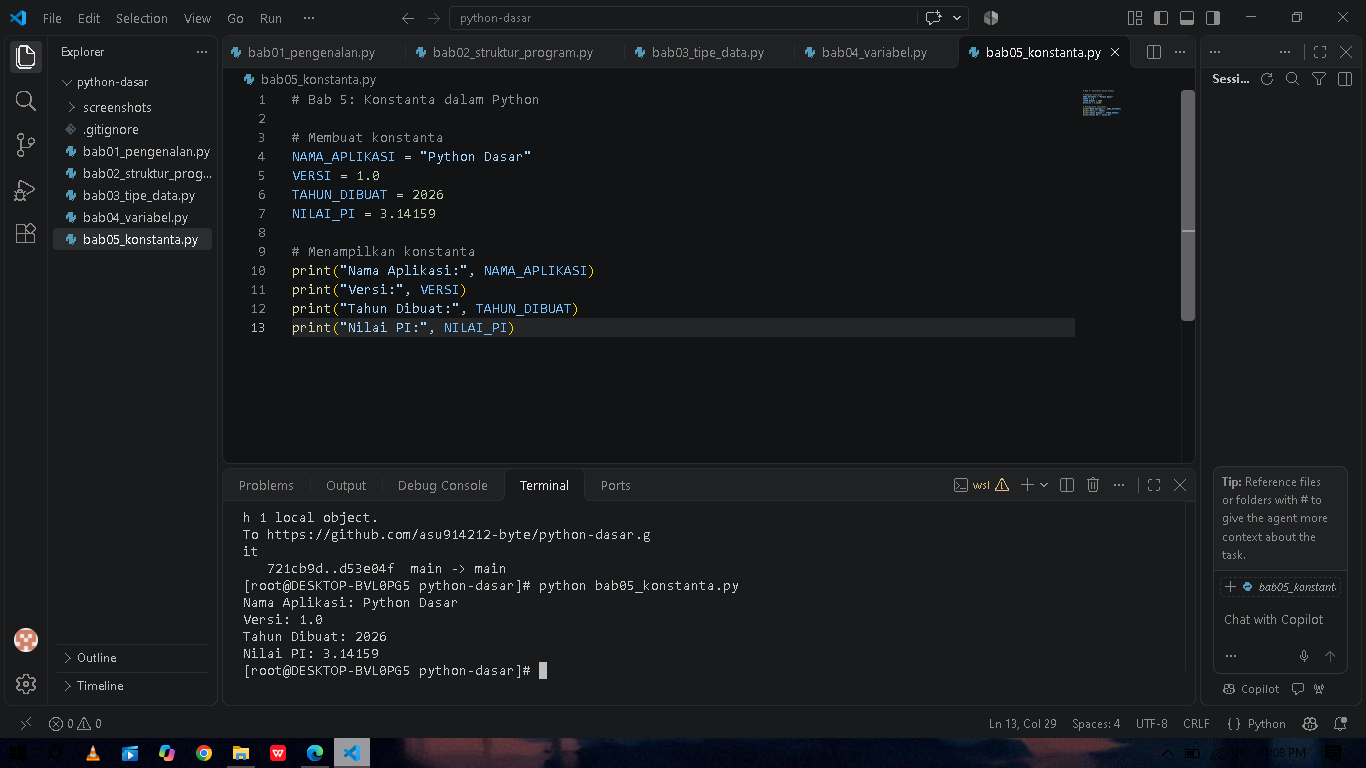 File Edit Selection View Go Run ···
python-dasar
Explorer ···
python-dasar
screenshots
.gitignore
bab01_pengenalan.py
bab02_struktur_prog...
bab03_tipe_data.py
bab04_variabel.py
bab05_konstanta.py
Outline
Timeline
bab01_pengenalan.py bab02_struktur_program.py bab03_tipe_data.py bab04_variabel.py bab05_konstanta.py
bab05_konstanta.py
1 # Bab 5: Konstanta dalam Python
2
3 # Membuat konstanta
4 NAMA_APLIKASI = "Python Dasar"
5 VERSI = 1.0
6 TAHUN_DIBUAT = 2026
7 NILAI_PI = 3.14159
8
9 # Menampilkan konstanta
10 print("Nama Aplikasi:", NAMA_APLIKASI)
11 print("Versi:", VERSI)
12 print("Tahun Dibuat:", TAHUN_DIBUAT)
13 print("Nilai PI:", NILAI_PI)
Problems Output Debug Console Terminal Ports
wsl
h 1 local object.
To https://github.com/asu914212-byte/python-dasar.g
it
721cb9d..d53e04f main -> main
[root@DESKTOP-BVL0PG5 python-dasar]# python bab05_konstanta.py
Nama Aplikasi: Python Dasar
Versi: 1.0
Tahun Dibuat: 2026
Nilai PI: 3.14159
[root@DESKTOP-BVL0PG5 python-dasar]#
Sessi...
Tip: Reference files
or folders with # to
give the agent more
context about the
task.
bab05_konstant
Chat with Copilot
Copilot
0 0
Ln 13, Col 29 Spaces: 4 UTF-8 CRLF {} Python